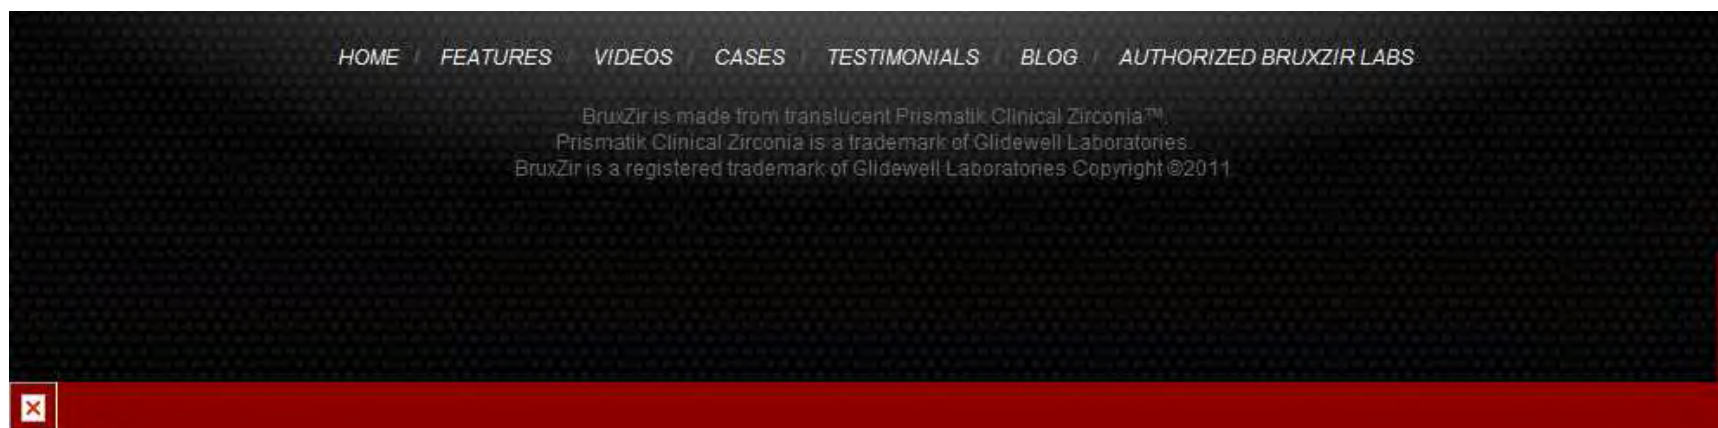 HOME / FEATURES / VIDEOS / CASES / TESTIMONIALS / BLOG / AUTHORIZED BRUXZIR LABS
BruxZir is made from translucent Prismatik Clinical Zirconia™.
Prismatik Clinical Zirconia is a trademark of Glidewell Laboratories.
BruxZir is a registered trademark of Glidewell Laboratories Copyright ©2011